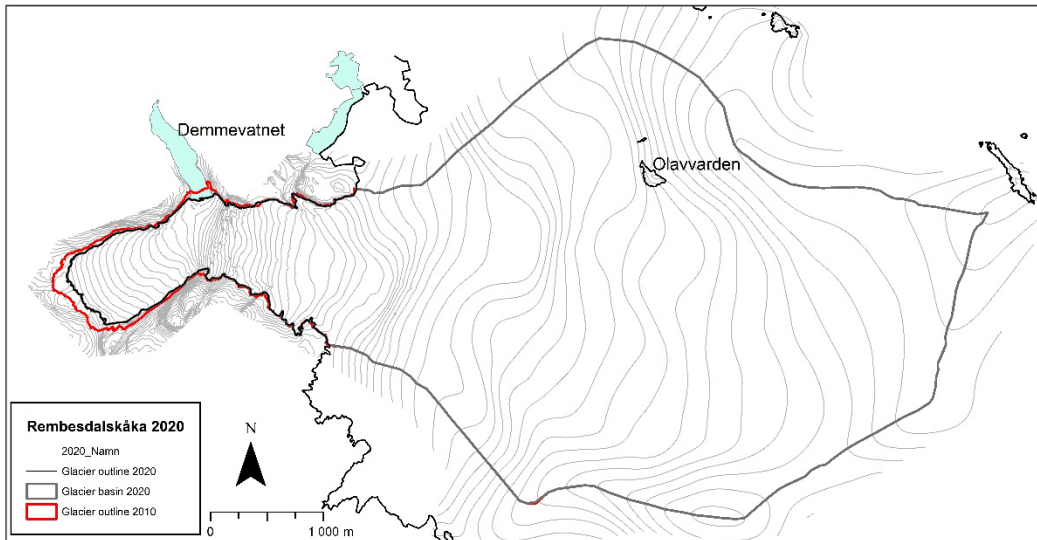 Demmevatnet
Olavvarden
Rembesdalskåka 2020
2020_Namn
Glacier outline 2020
Glacier basin 2020
Glacier outline 2010
N
0 1 000 m